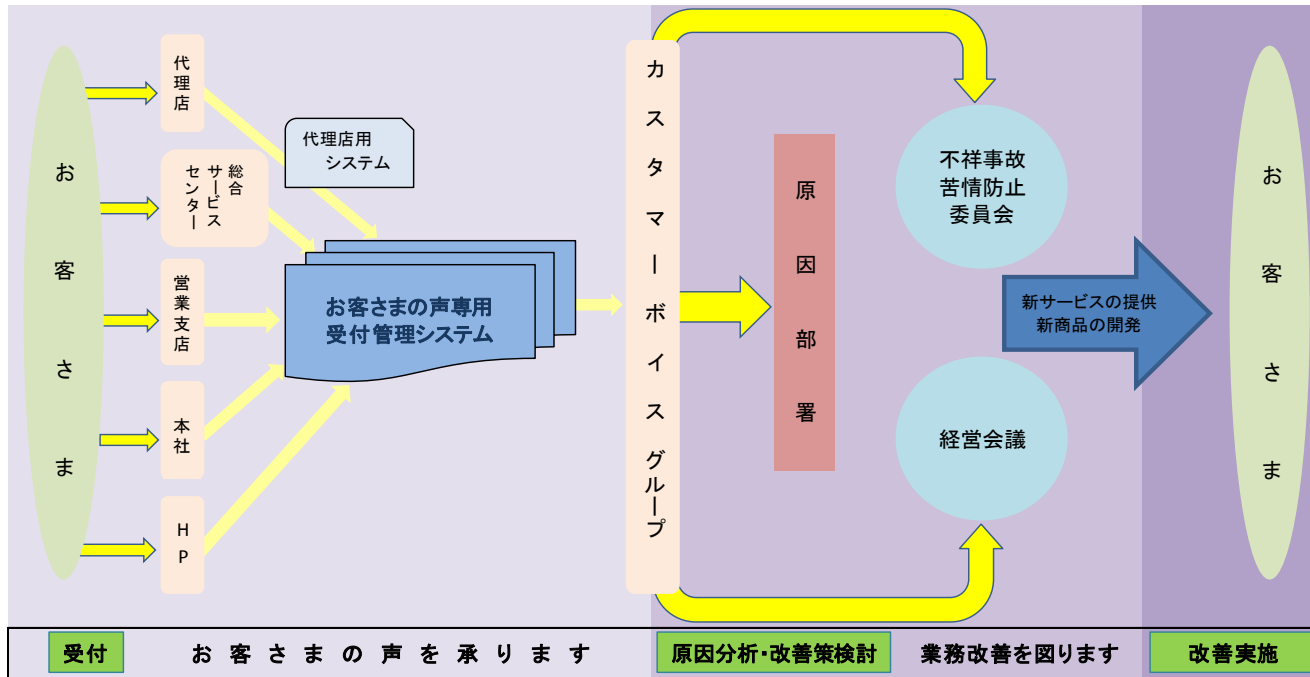 お客さま
代理店
総合
サービス
センター
営業支店
本社
HP
代理店用
システム
お客さまの声専用
受付管理システム
カスタマーボイスグループ
原因部署
不祥事故
苦情防止
委員会
経営会議
新サービスの提供
新商品の開発
お客さま
受付
お客さまの声を承ります
原因分析・改善策検討
業務改善を図ります
改善実施